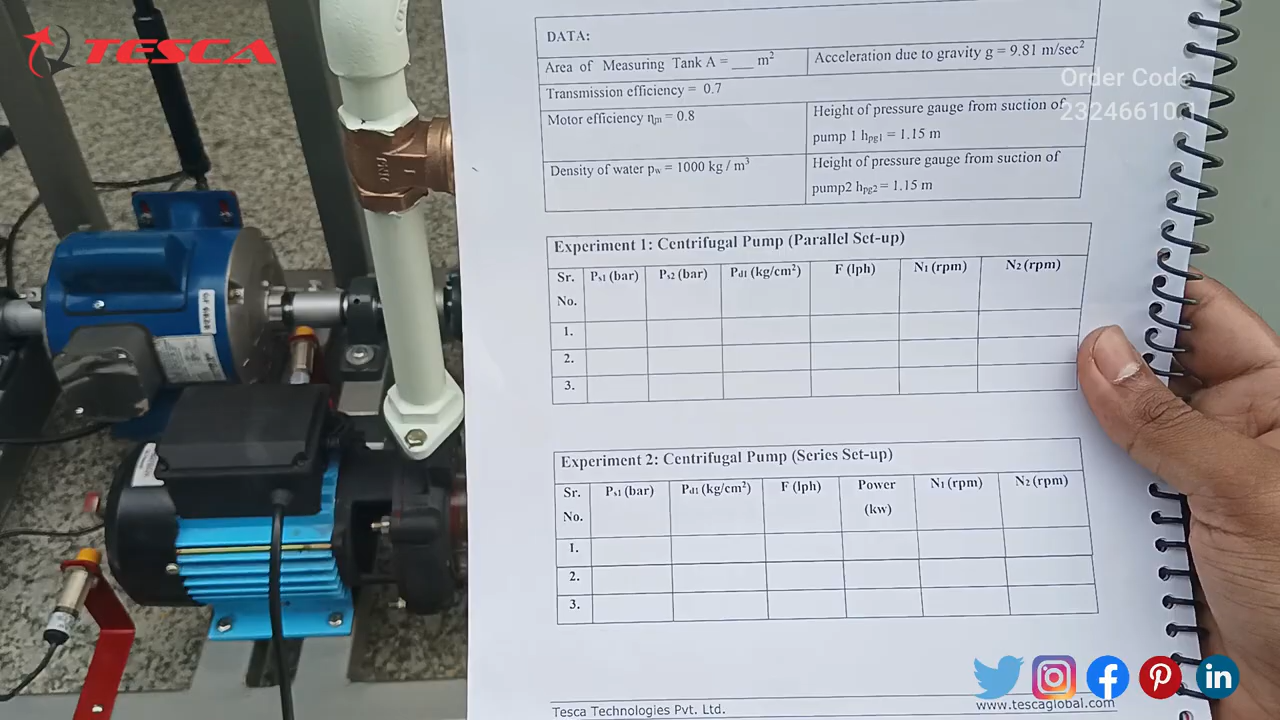 TESCA
Order Code
23246610.1
DATA:
Area of Measuring Tank A = ___ m²
Acceleration due to gravity g = 9.81 m/sec²
Transmission efficiency = 0.7
Motor efficiency ηₘ = 0.8
Height of pressure gauge from suction of
pump 1 hpg1 = 1.15 m
Density of water ρw = 1000 kg / m³
Height of pressure gauge from suction of
pump2 hpg2 = 1.15 m
Experiment 1: Centrifugal Pump (Parallel Set-up)
Sr. No. Ps1 (bar) Ps2 (bar) Pd1 (kg/cm²) F (lph) N1 (rpm) N2 (rpm)
1.
2.
3.
Experiment 2: Centrifugal Pump (Series Set-up)
Sr. No. Ps1 (bar) Pd1 (kg/cm²) F (lph) Power (kw) N1 (rpm) N2 (rpm)
1.
2.
3.
Tesca Technologies Pvt. Ltd.
www.tescaglobal.com